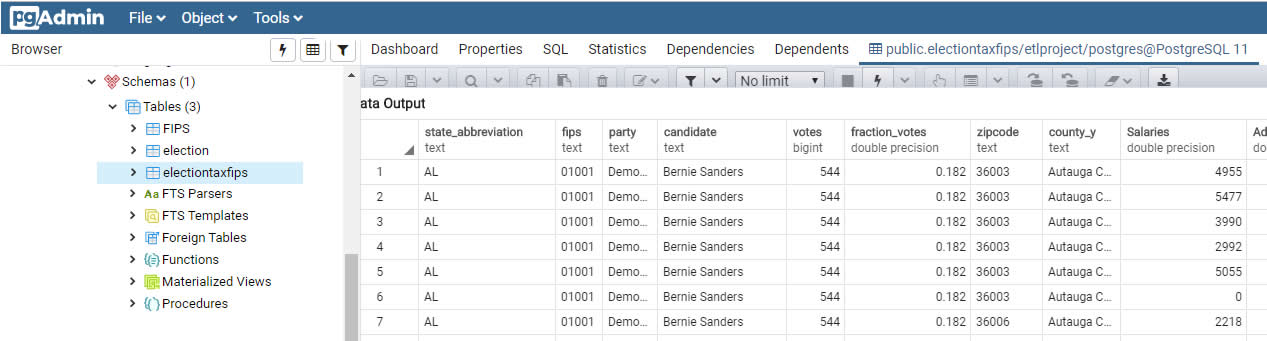 pgAdmin File Object Tools
Browser Dashboard Properties SQL Statistics Dependencies Dependents public.electiontaxfips/etlproject/postgres@PostgreSQL 11
Schemas (1)
Tables (3)
FIPS
election
electiontaxfips
FTS Parsers
FTS Templates
Foreign Tables
Functions
Materialized Views
Procedures
No limit
ata Output
state_abbreviation fips party candidate votes fraction_votes zipcode county_y Salaries Ad
text text text text bigint double precision text text double precision do
1 AL 01001 Demo... Bernie Sanders 544 0.182 36003 Autauga C... 4955
2 AL 01001 Demo... Bernie Sanders 544 0.182 36003 Autauga C... 5477
3 AL 01001 Demo... Bernie Sanders 544 0.182 36003 Autauga C... 3990
4 AL 01001 Demo... Bernie Sanders 544 0.182 36003 Autauga C... 2992
5 AL 01001 Demo... Bernie Sanders 544 0.182 36003 Autauga C... 5055
6 AL 01001 Demo... Bernie Sanders 544 0.182 36003 Autauga C... 0
7 AL 01001 Demo... Bernie Sanders 544 0.182 36006 Autauga C... 2218